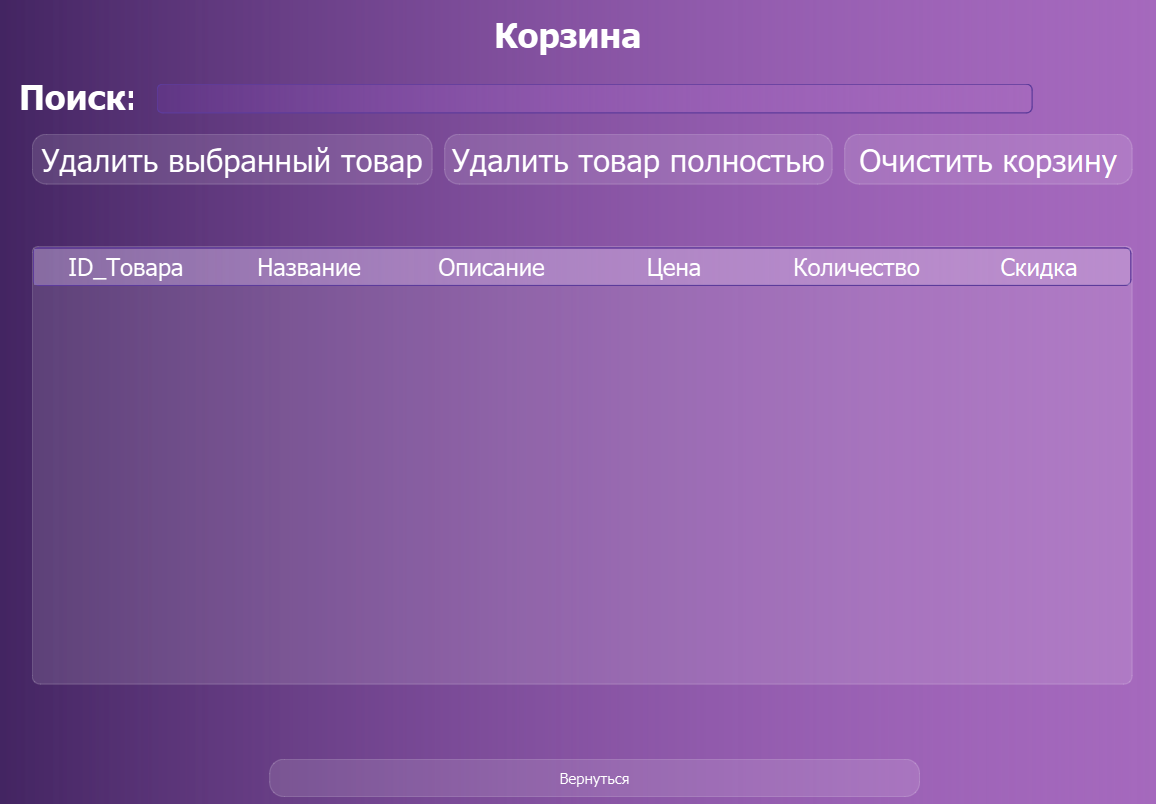 Корзина
Поиск:
Удалить выбранный товар Удалить товар полностью Очистить корзину
ID_Товара Название Описание Цена Количество Скидка
Вернуться